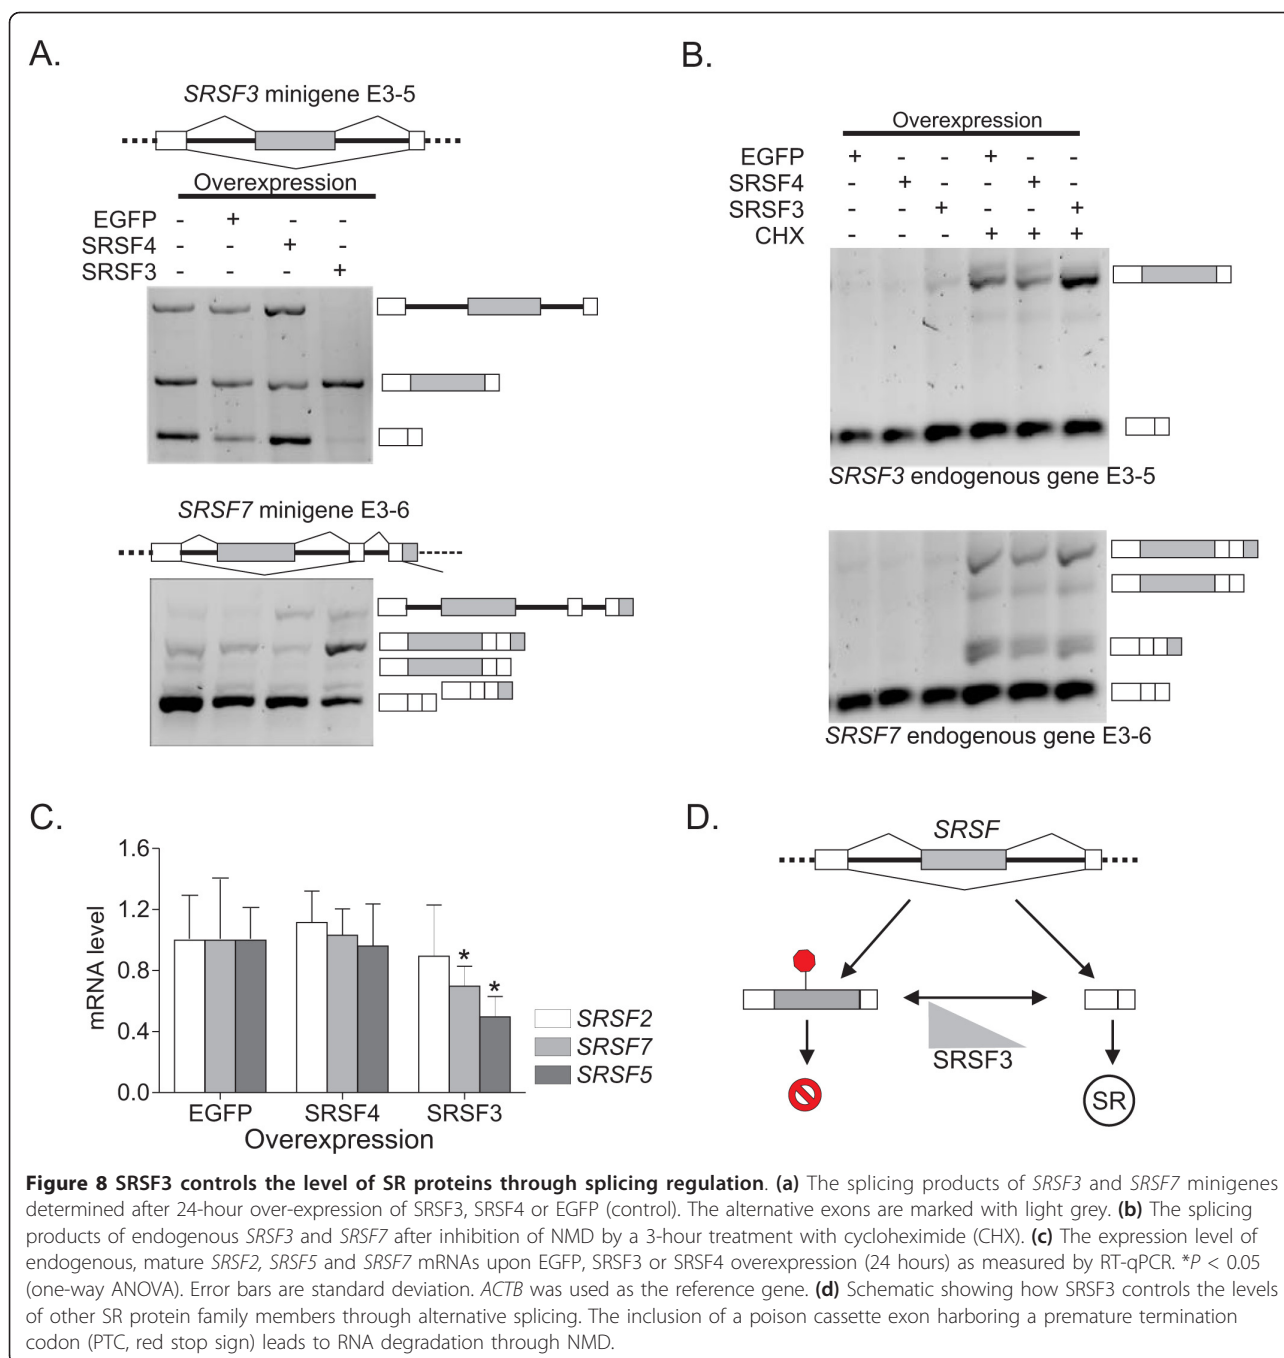 A.
SRSF3 minigene E3-5
Overexpression
EGFP - + - -
SRSF4 - - + -
SRSF3 - - - +
SRSF7 minigene E3-6
B.
Overexpression
EGFP + - - + - -
SRSF4 - + - - + -
SRSF3 - - + - - +
CHX - - - + + +
SRSF3 endogenous gene E3-5
SRSF7 endogenous gene E3-6
C.
mRNA level
1.6
1.2
0.8
0.4
0.0
* *
EGFP SRSF4 SRSF3
Overexpression
SRSF2
SRSF7
SRSF5
D.
SRSF
SRSF3
SR
Figure 8 SRSF3 controls the level of SR proteins through splicing regulation. (a) The splicing products of SRSF3 and SRSF7 minigenes
determined after 24-hour over-expression of SRSF3, SRSF4 or EGFP (control). The alternative exons are marked with light grey. (b) The splicing
products of endogenous SRSF3 and SRSF7 after inhibition of NMD by a 3-hour treatment with cycloheximide (CHX). (c) The expression level of
endogenous, mature SRSF2, SRSF5 and SRSF7 mRNAs upon EGFP, SRSF3 or SRSF4 overexpression (24 hours) as measured by RT-qPCR. *P < 0.05
(one-way ANOVA). Error bars are standard deviation. ACTB was used as the reference gene. (d) Schematic showing how SRSF3 controls the levels
of other SR protein family members through alternative splicing. The inclusion of a poison cassette exon harboring a premature termination
codon (PTC, red stop sign) leads to RNA degradation through NMD.